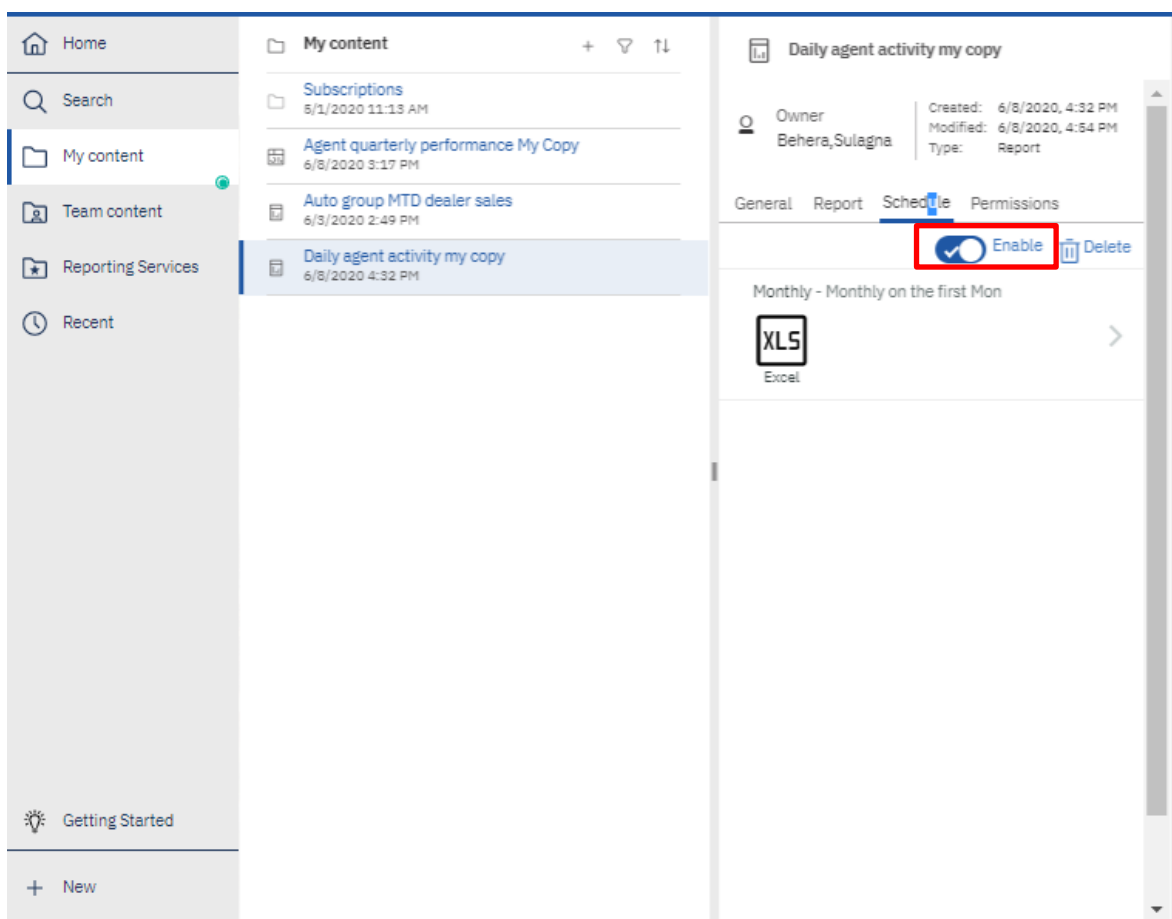 Home
Search
My content
Team content
Reporting Services
Recent
Getting Started
New
My content
Subscriptions
5/1/2020 11:13 AM
Agent quarterly performance My Copy
6/8/2020 3:17 PM
Auto group MTD dealer sales
6/3/2020 2:49 PM
Daily agent activity my copy
6/8/2020 4:32 PM
Daily agent activity my copy
Owner
Behera,Sulagna
Created: 6/8/2020, 4:32 PM
Modified: 6/8/2020, 4:54 PM
Type: Report
General Report Schedule Permissions
Enable Delete
Monthly - Monthly on the first Mon
XLS
Excel